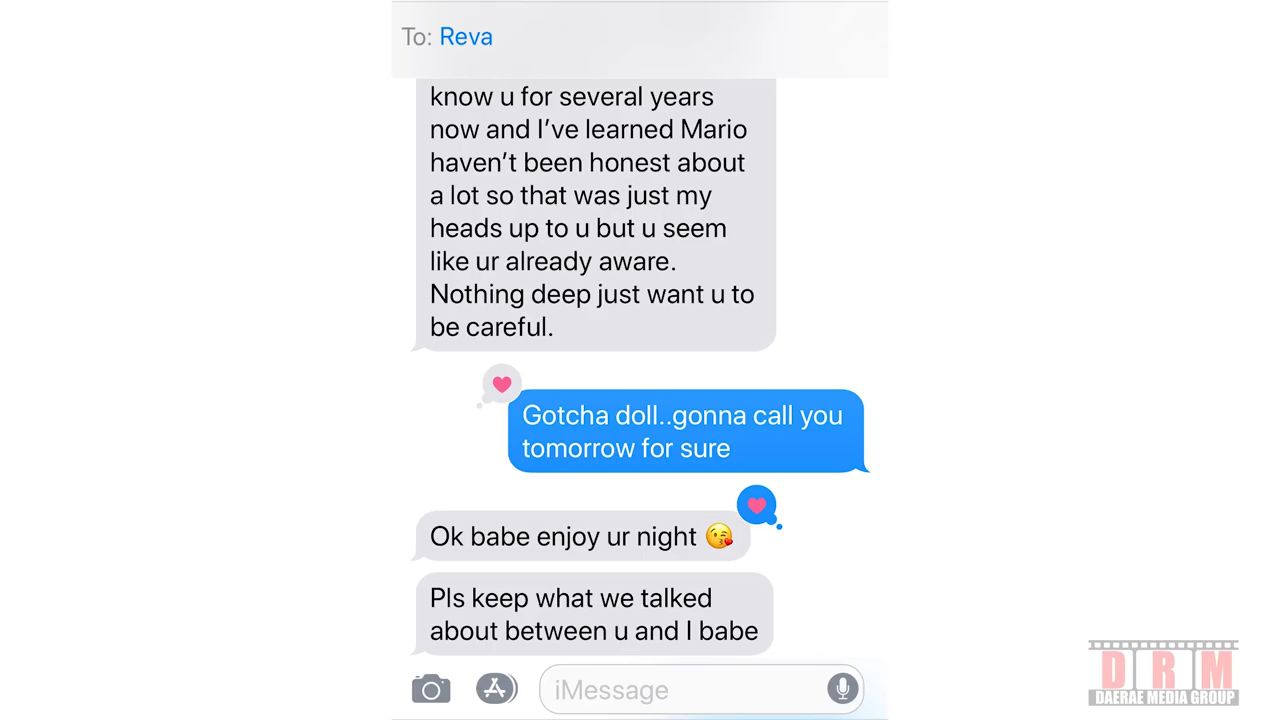 To: Reva
know u for several years
now and I've learned Mario
haven't been honest about
a lot so that was just my
heads up to u but u seem
like ur already aware.
Nothing deep just want u to
be careful.
Gotcha doll..gonna call you
tomorrow for sure
Ok babe enjoy ur night 😘
Pls keep what we talked
about between u and I babe
iMessage
DRM
DAERAE MEDIA GROUP